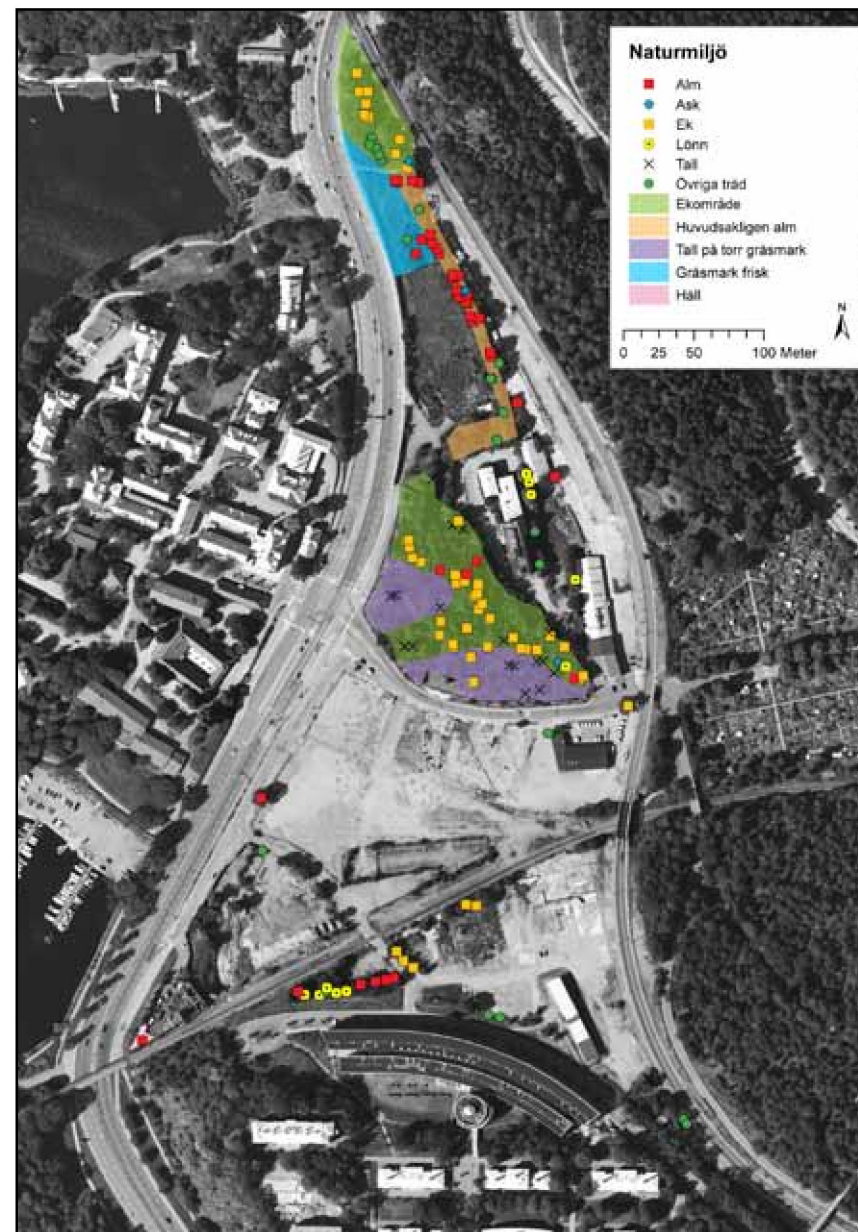 Naturmiljö
Alm
Ask
Ek
Lönn
Tall
Övriga träd
Ekområde
Huvudsakligen alm
Tall på torr gräsmark
Gräsmark frisk
Häll
N
0 25 50 100 Meter